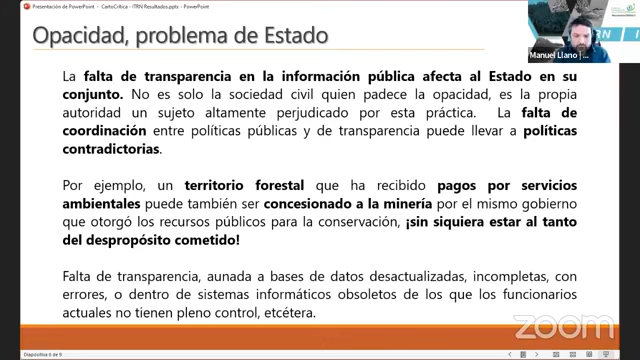 Presentación de PowerPoint - CartoCrítica - ITRN Resultados.pptx - PowerPoint
Opacidad, problema de Estado
Manuel Llano |
La falta de transparencia en la información pública afecta al Estado en su
conjunto. No es solo la sociedad civil quien padece la opacidad, es la propia
autoridad un sujeto altamente perjudicado por esta práctica. La falta de
coordinación entre políticas públicas y de transparencia puede llevar a políticas
contradictorias.
Por ejemplo, un territorio forestal que ha recibido pagos por servicios
ambientales puede también ser concesionado a la minería por el mismo gobierno
que otorgó los recursos públicos para la conservación, ¡sin siquiera estar al tanto
del despropósito cometido!
Falta de transparencia, aunada a bases de datos desactualizadas, incompletas, con
errores, o dentro de sistemas informáticos obsoletos de los que los funcionarios
actuales no tienen pleno control, etcétera.
zoom
Diapositiva 6 de 9